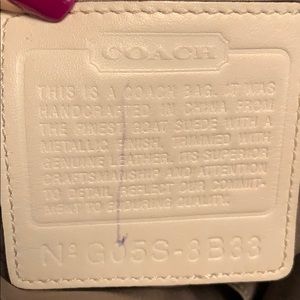 COACH
THIS IS A COACH BAG. IT WAS
HANDCRAFTED IN CHINA FROM
THE FINEST GOAT SUEDE WITH A
METALLIC FINISH. TRIMMED WITH
GENUINE LEATHER. ITS SUPERIOR
CRAFTSMANSHIP AND ATTENTION
TO DETAIL REFLECT OUR COMMIT-
MENT TO ENDURING QUALITY.
Nº G05S-8B33